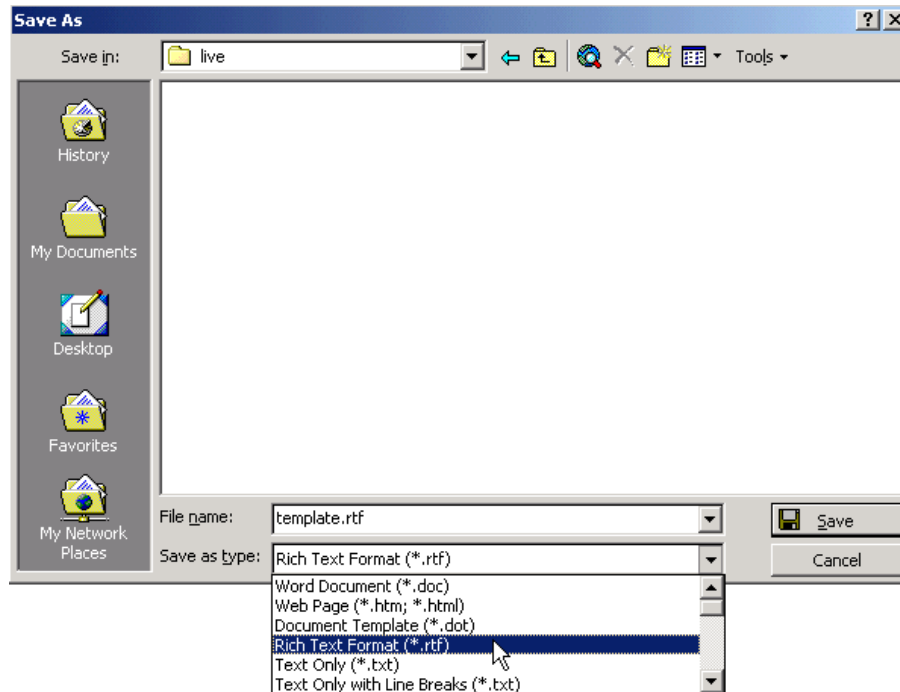 Save As
Save in:
live
Tools
History
My Documents
Desktop
Favorites
My Network
Places
File name:
template.rtf
Save
Save as type:
Rich Text Format (*.rtf)
Cancel
Word Document (*.doc)
Web Page (*.htm; *.html)
Document Template (*.dot)
Rich Text Format (*.rtf)
Text Only (*.txt)
Text Only with Line Breaks (*.txt)